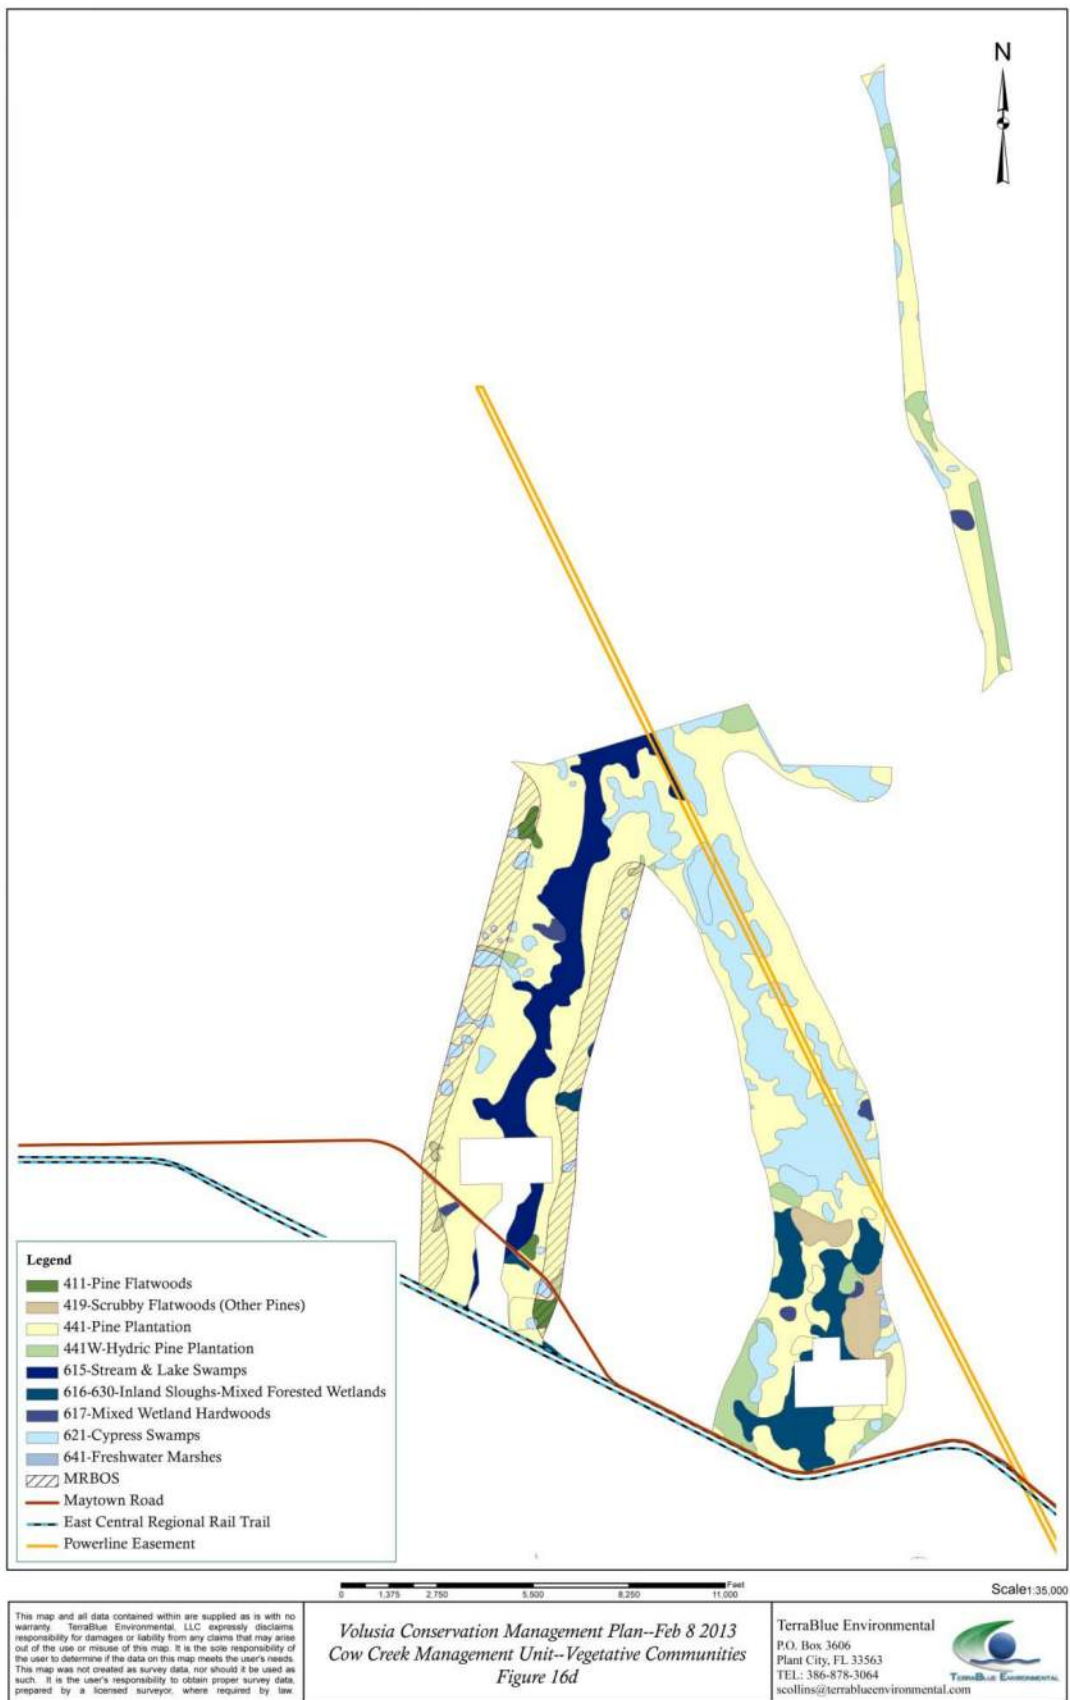 N
Legend
411-Pine Flatwoods
419-Scrubby Flatwoods (Other Pines)
441-Pine Plantation
441W-Hydric Pine Plantation
615-Stream & Lake Swamps
616-630-Inland Sloughs-Mixed Forested Wetlands
617-Mixed Wetland Hardwoods
621-Cypress Swamps
641-Freshwater Marshes
MRBOS
Maytown Road
East Central Regional Rail Trail
Powerline Easement
0 1,375 2,750 5,500 8,250 11,000 Feet
Scale1:35,000
This map and all data contained within are supplied as is with no
warranty. TerraBlue Environmental, LLC expressly disclaims
responsibility for damages or liability from any claims that may arise
out of the use or misuse of this map. It is the sole responsibility of
the user to determine if the data on this map meets the user's needs.
This map was not created as survey data, nor should it be used as
such. It is the user's responsibility to obtain proper survey data,
prepared by a licensed surveyor, where required by law.
Volusia Conservation Management Plan--Feb 8 2013
Cow Creek Management Unit--Vegetative Communities
Figure 16d
TerraBlue Environmental
P.O. Box 3606
Plant City, FL 33563
TEL: 386-878-3064
scollins@terrablueenvironmental.com
TERRABLUE ENVIRONMENTAL